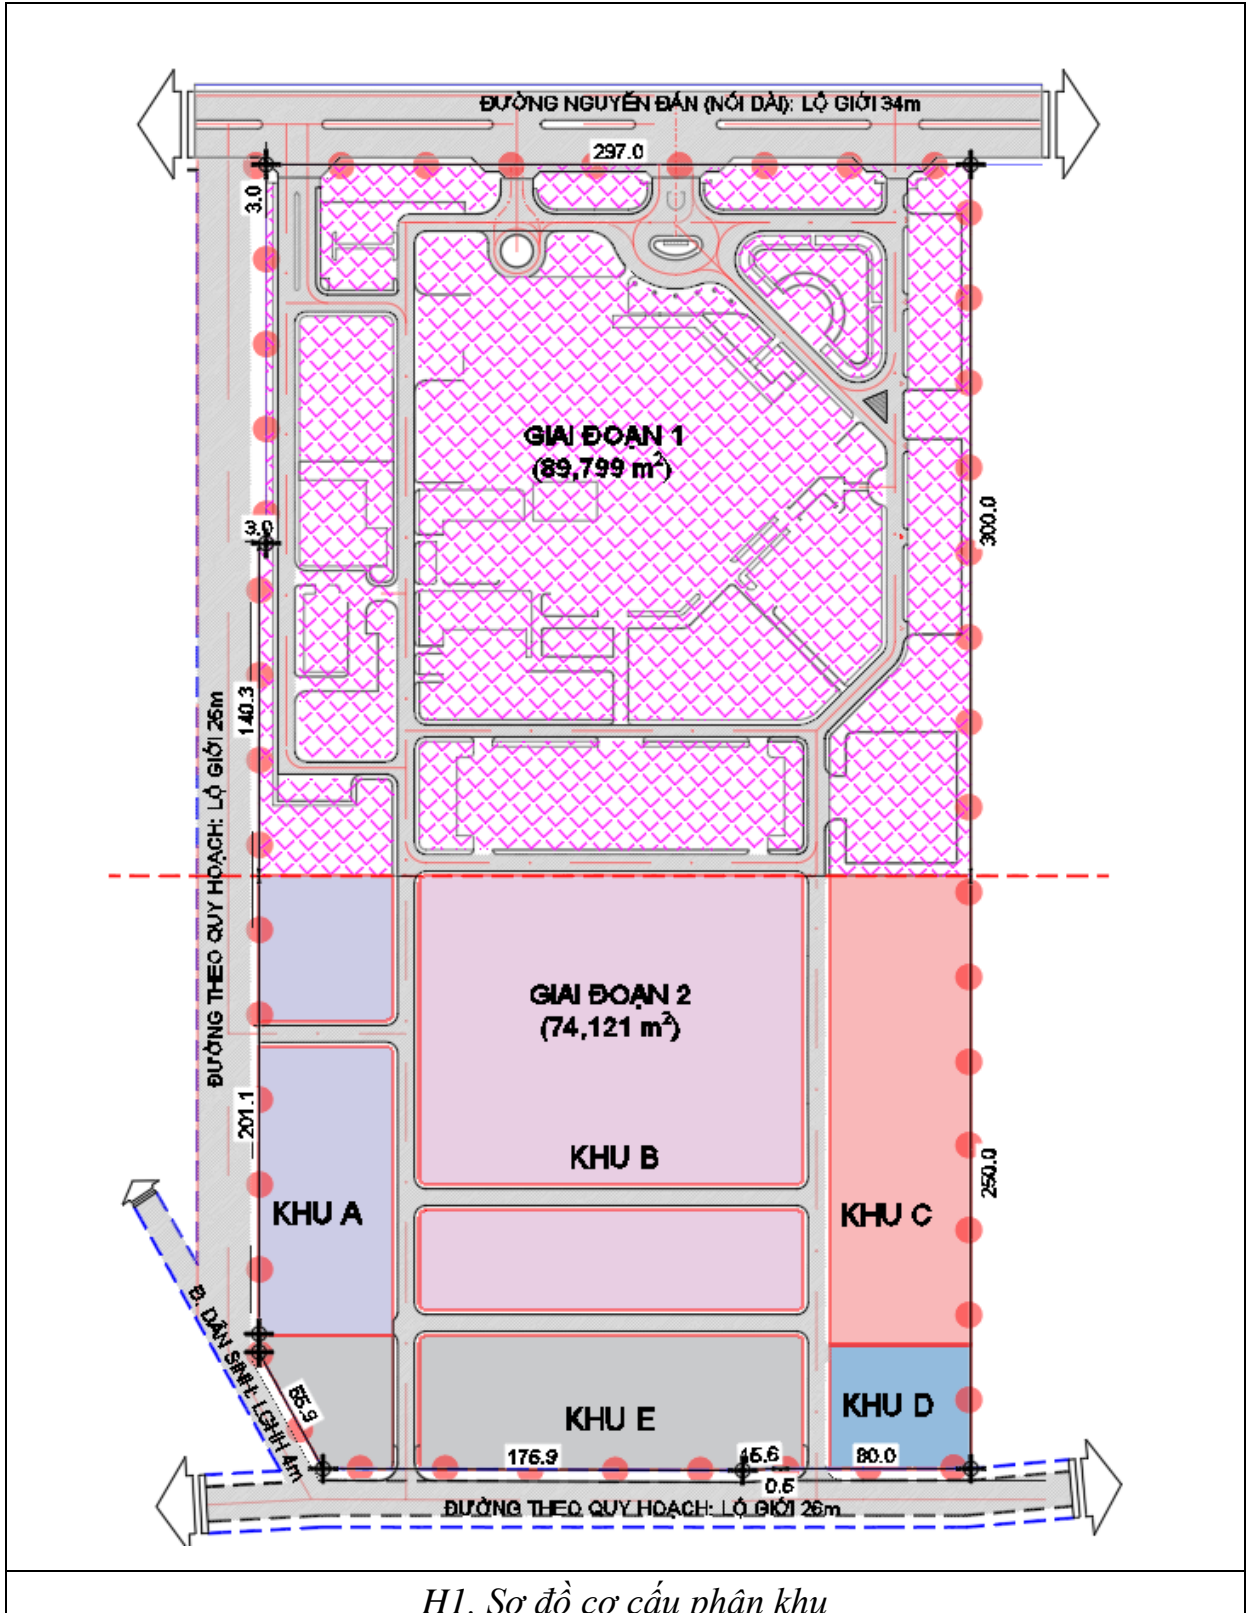 ĐƯỜNG NGUYỄN ĐÁN (NỐI DÀI): LỘ GIỚI 34m
297.0
3.0
GIAI ĐOẠN 1
(89,799 m²)
300.0
3.0
140.3
ĐƯỜNG THEO QUY HOẠCH: LỘ GIỚI 26m
GIAI ĐOẠN 2
(74,121 m²)
201.1
KHU B
250.0
KHU A
KHU C
Đ. DÂN SINH: LGHH 4m
55.9
KHU D
KHU E
176.9
15.6
80.0
0.5
ĐƯỜNG THEO QUY HOẠCH: LỘ GIỚI 26m
H1. Sơ đồ cơ cấu phân khu